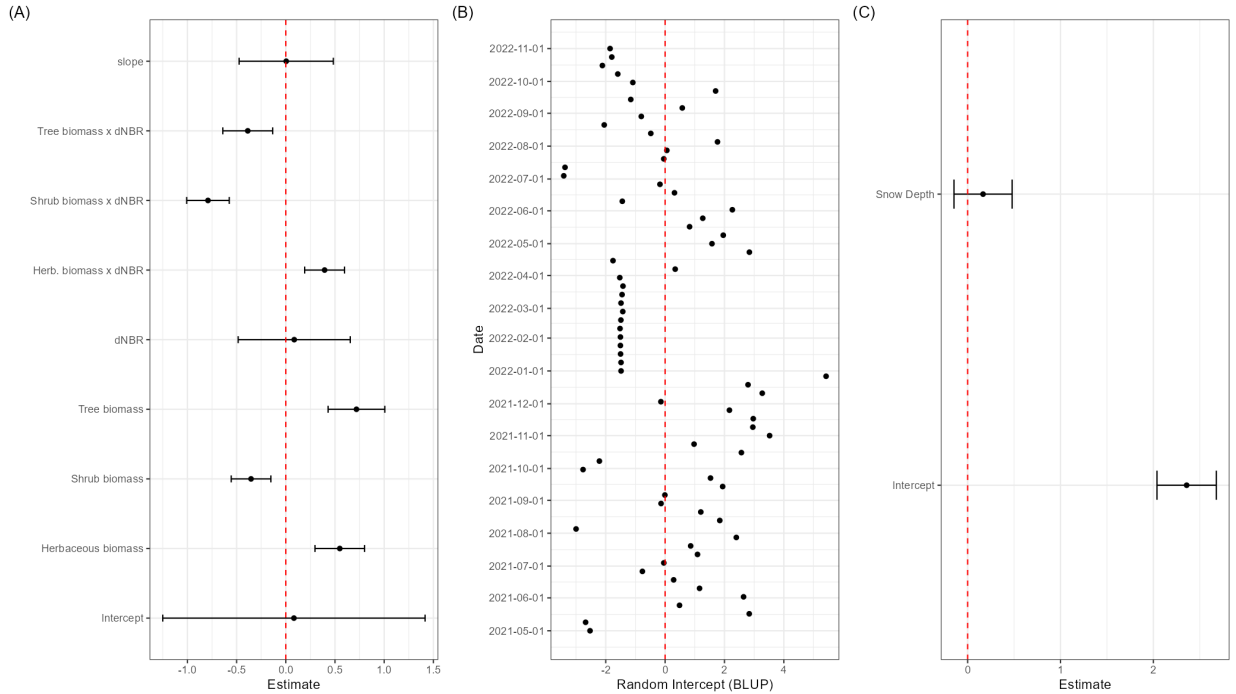 (A)
slope
Tree biomass x dNBR
Shrub biomass x dNBR
Herb. biomass x dNBR
dNBR
Tree biomass
Shrub biomass
Herbaceous biomass
Intercept
-1.0
-0.5
0.0
0.5
1.0
1.5
Estimate
(B)
Date
2022-11-01
2022-10-01
2022-09-01
2022-08-01
2022-07-01
2022-06-01
2022-05-01
2022-04-01
2022-03-01
2022-02-01
2022-01-01
2021-12-01
2021-11-01
2021-10-01
2021-09-01
2021-08-01
2021-07-01
2021-06-01
2021-05-01
-2
0
2
4
Random Intercept (BLUP)
(C)
Snow Depth
Intercept
0
1
2
Estimate